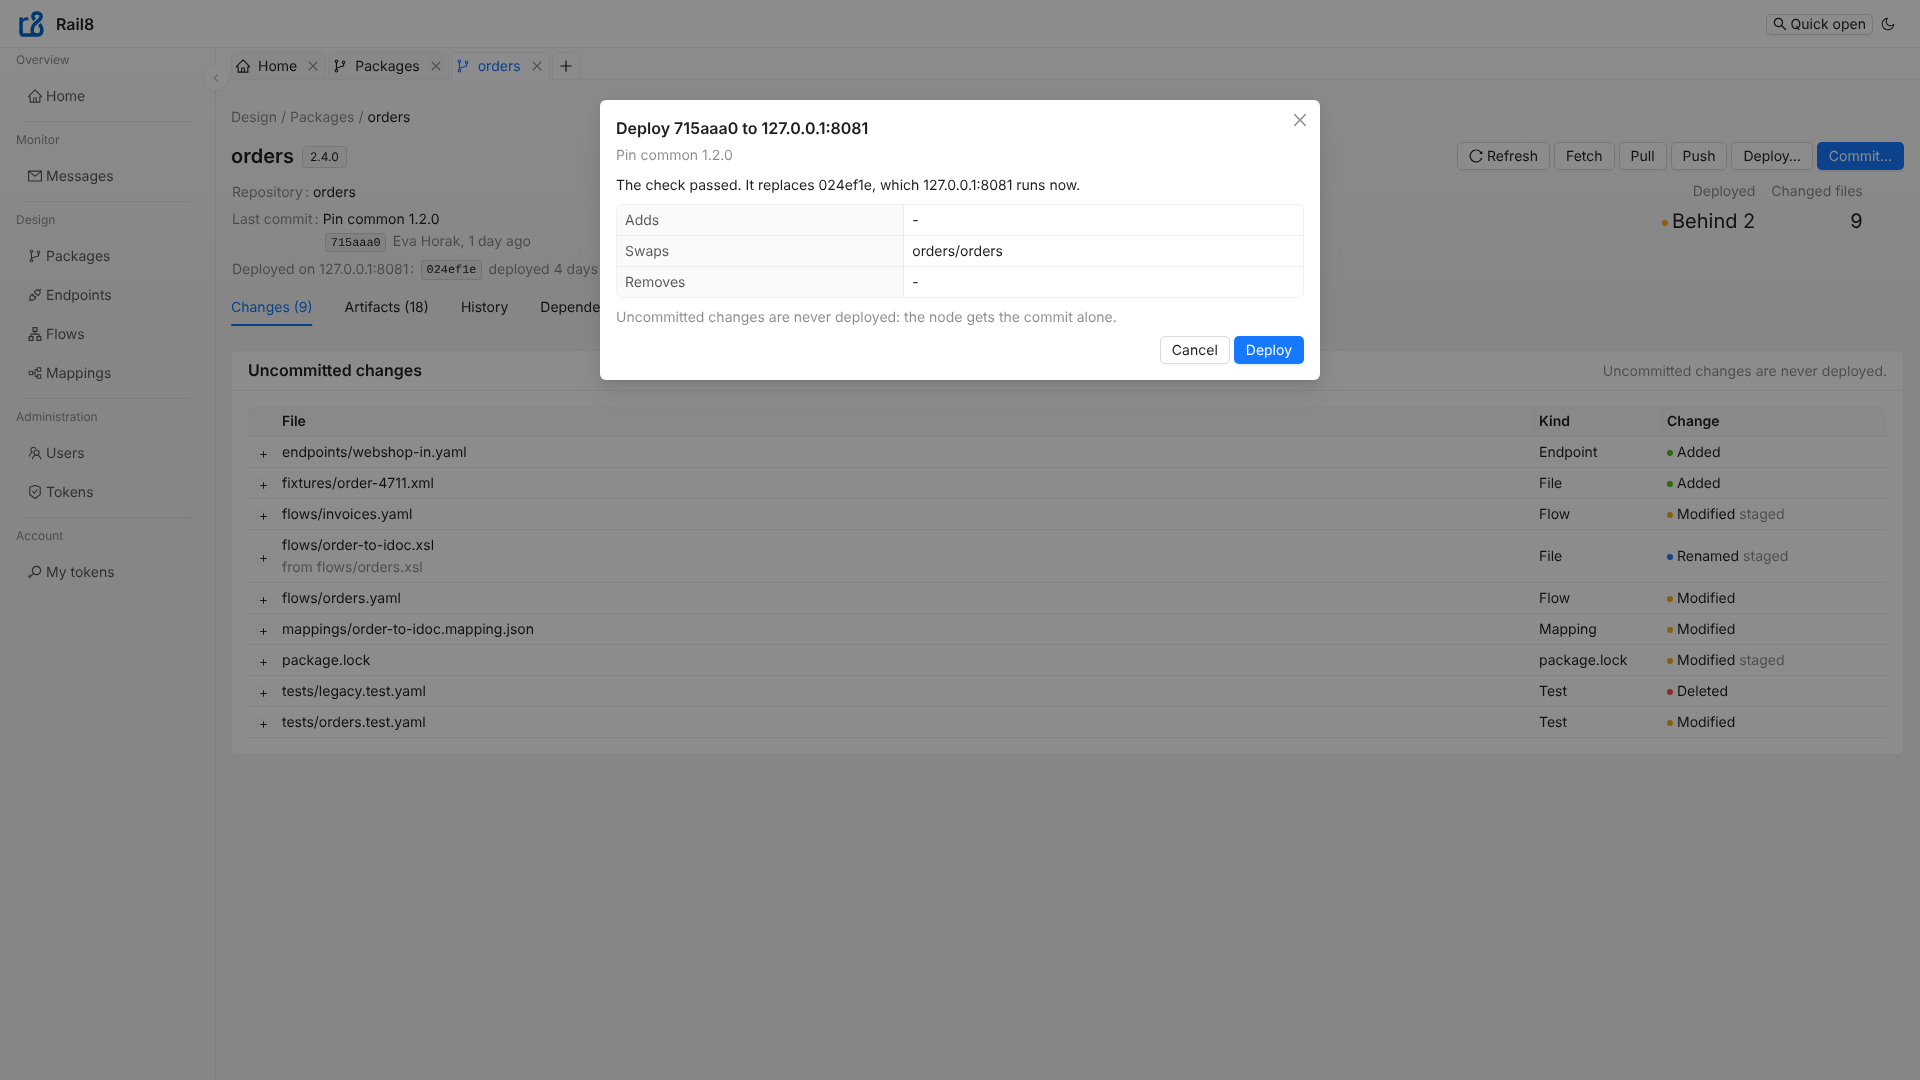 r8 Rail8
Quick open
Overview
Home
Monitor
Messages
Design
Packages
Endpoints
Flows
Mappings
Administration
Users
Tokens
Account
My tokens
Home
Packages
orders
Design / Packages / orders
orders 2.4.0
Refresh
Fetch
Pull
Push
Deploy...
Commit...
Repository: orders
Last commit: Pin common 1.2.0
715aaa0 Eva Horak, 1 day ago
Deployed on 127.0.0.1:8081: 024ef1e deployed 4 days
Deployed
Behind 2
Changed files
9
Changes (9)
Artifacts (18)
History
Depende
Deploy 715aaa0 to 127.0.0.1:8081
Pin common 1.2.0
The check passed. It replaces 024ef1e, which 127.0.0.1:8081 runs now.
Adds -
Swaps orders/orders
Removes -
Uncommitted changes are never deployed: the node gets the commit alone.
Cancel
Deploy
Uncommitted changes
Uncommitted changes are never deployed.
File Kind Change
+ endpoints/webshop-in.yaml Endpoint Added
+ fixtures/order-4711.xml File Added
+ flows/invoices.yaml Flow Modified staged
+ flows/order-to-idoc.xsl File Renamed staged
from flows/orders.xsl
+ flows/orders.yaml Flow Modified
+ mappings/order-to-idoc.mapping.json Mapping Modified
+ package.lock package.lock Modified staged
+ tests/legacy.test.yaml Test Deleted
+ tests/orders.test.yaml Test Modified